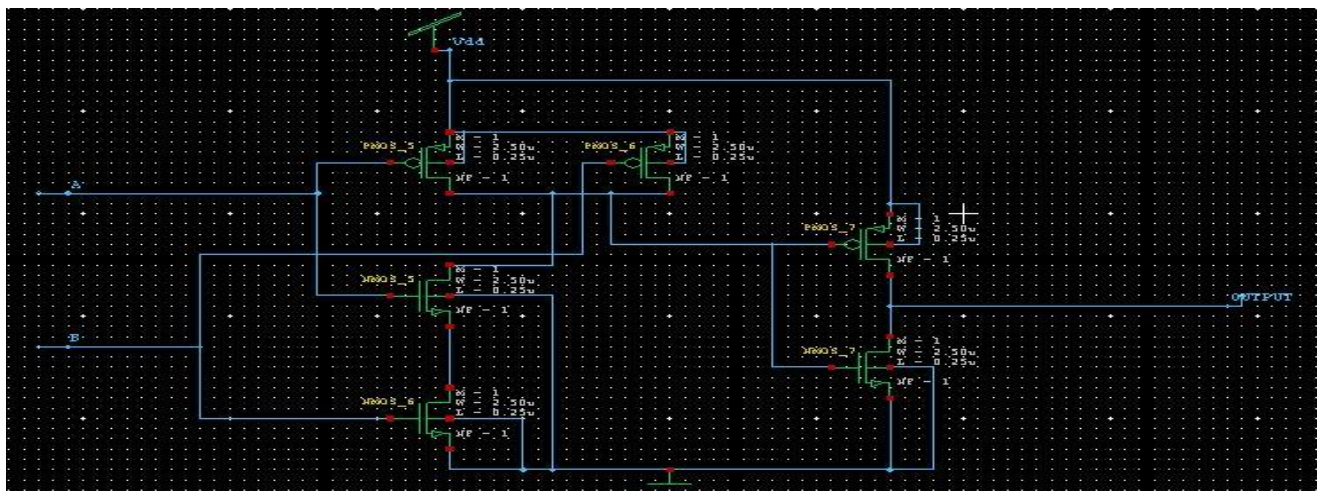 Vdd
PMOS_5
M = 1
W = 2.50u
L = 0.25u
NF = 1
PMOS_6
M = 1
W = 2.50u
L = 0.25u
NF = 1
A
PMOS_7
M = 1
W = 2.50u
L = 0.25u
NF = 1
NMOS_5
M = 1
W = 2.50u
L = 0.25u
NF = 1
OUTPUT
B
NMOS_7
M = 1
W = 2.50u
L = 0.25u
NF = 1
NMOS_6
M = 1
W = 2.50u
L = 0.25u
NF = 1